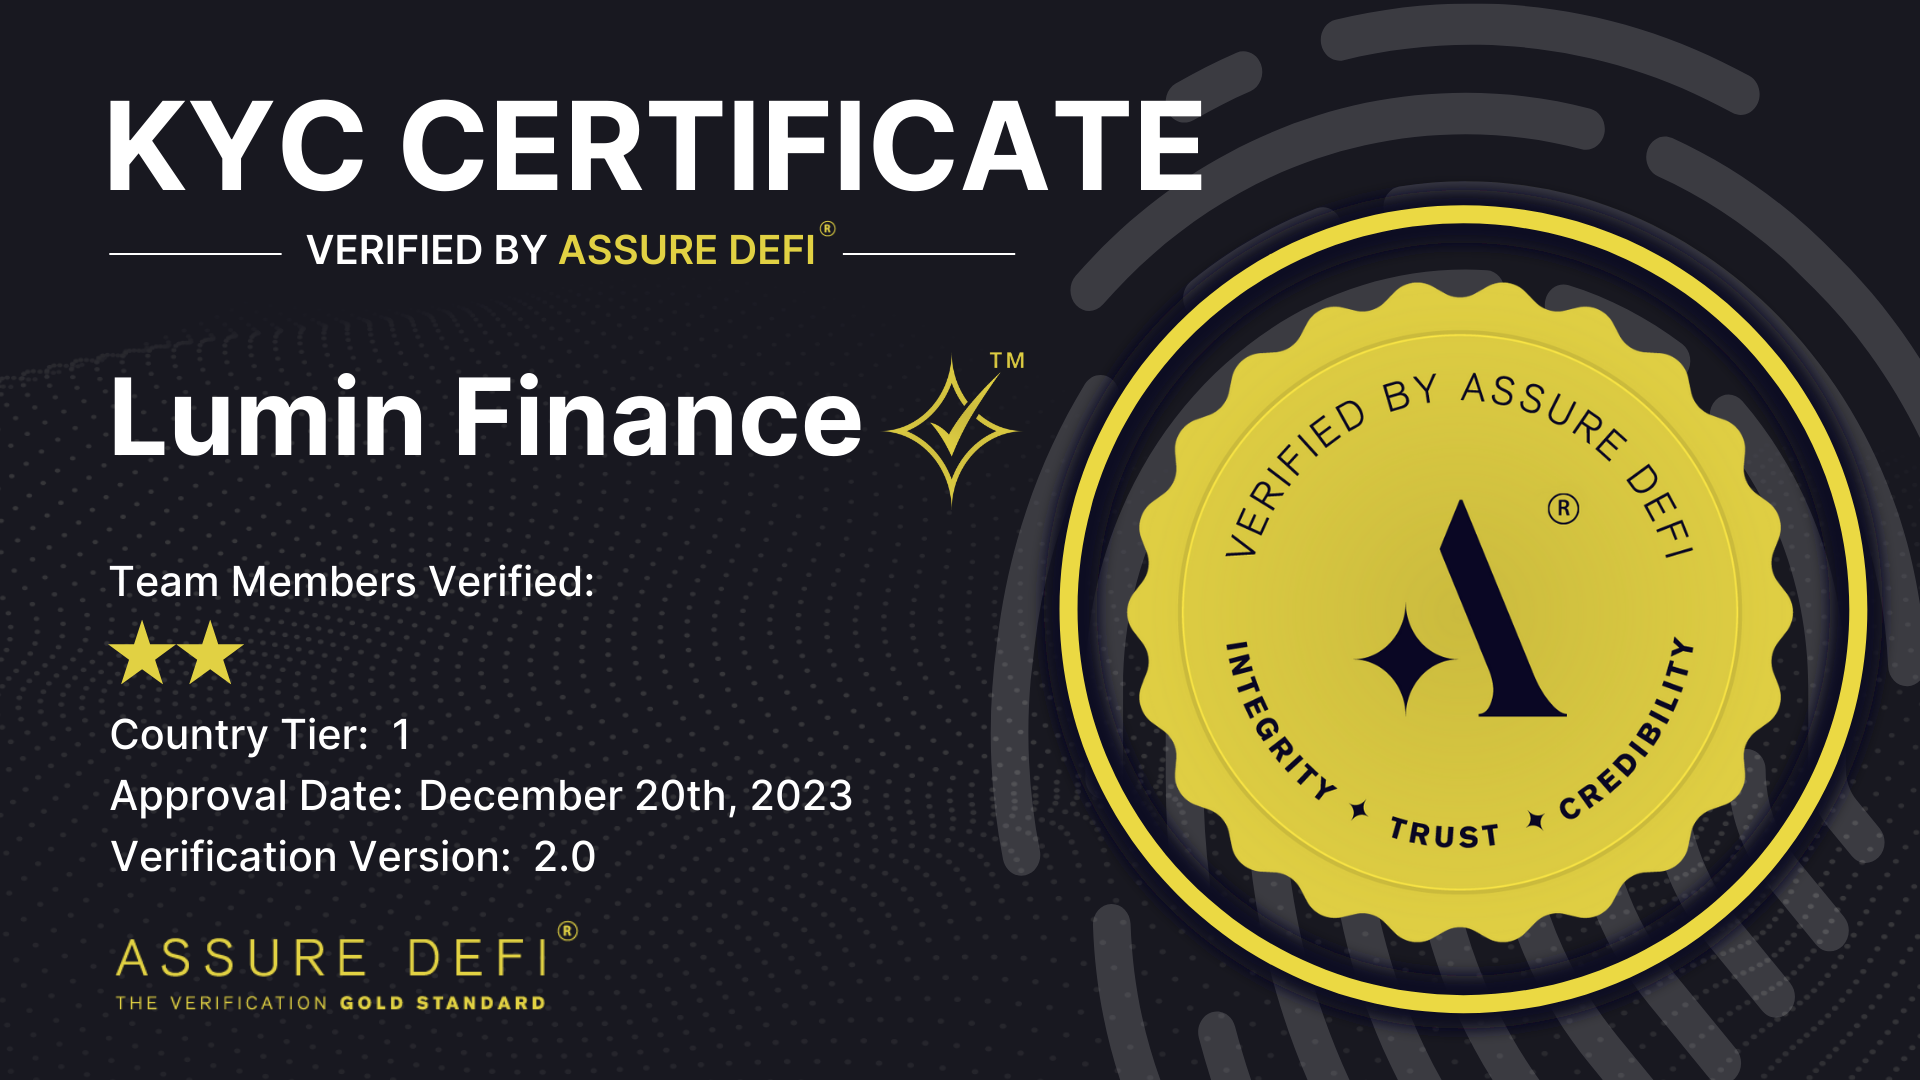 KYC CERTIFICATE
VERIFIED BY ASSURE DEFI®
Lumin Finance ™
Team Members Verified:
Country Tier: 1
Approval Date: December 20th, 2023
Verification Version: 2.0
ASSURE DEFI®
THE VERIFICATION GOLD STANDARD
VERIFIED BY ASSURE DEFI
®
INTEGRITY ✦ TRUST ✦ CREDIBILITY